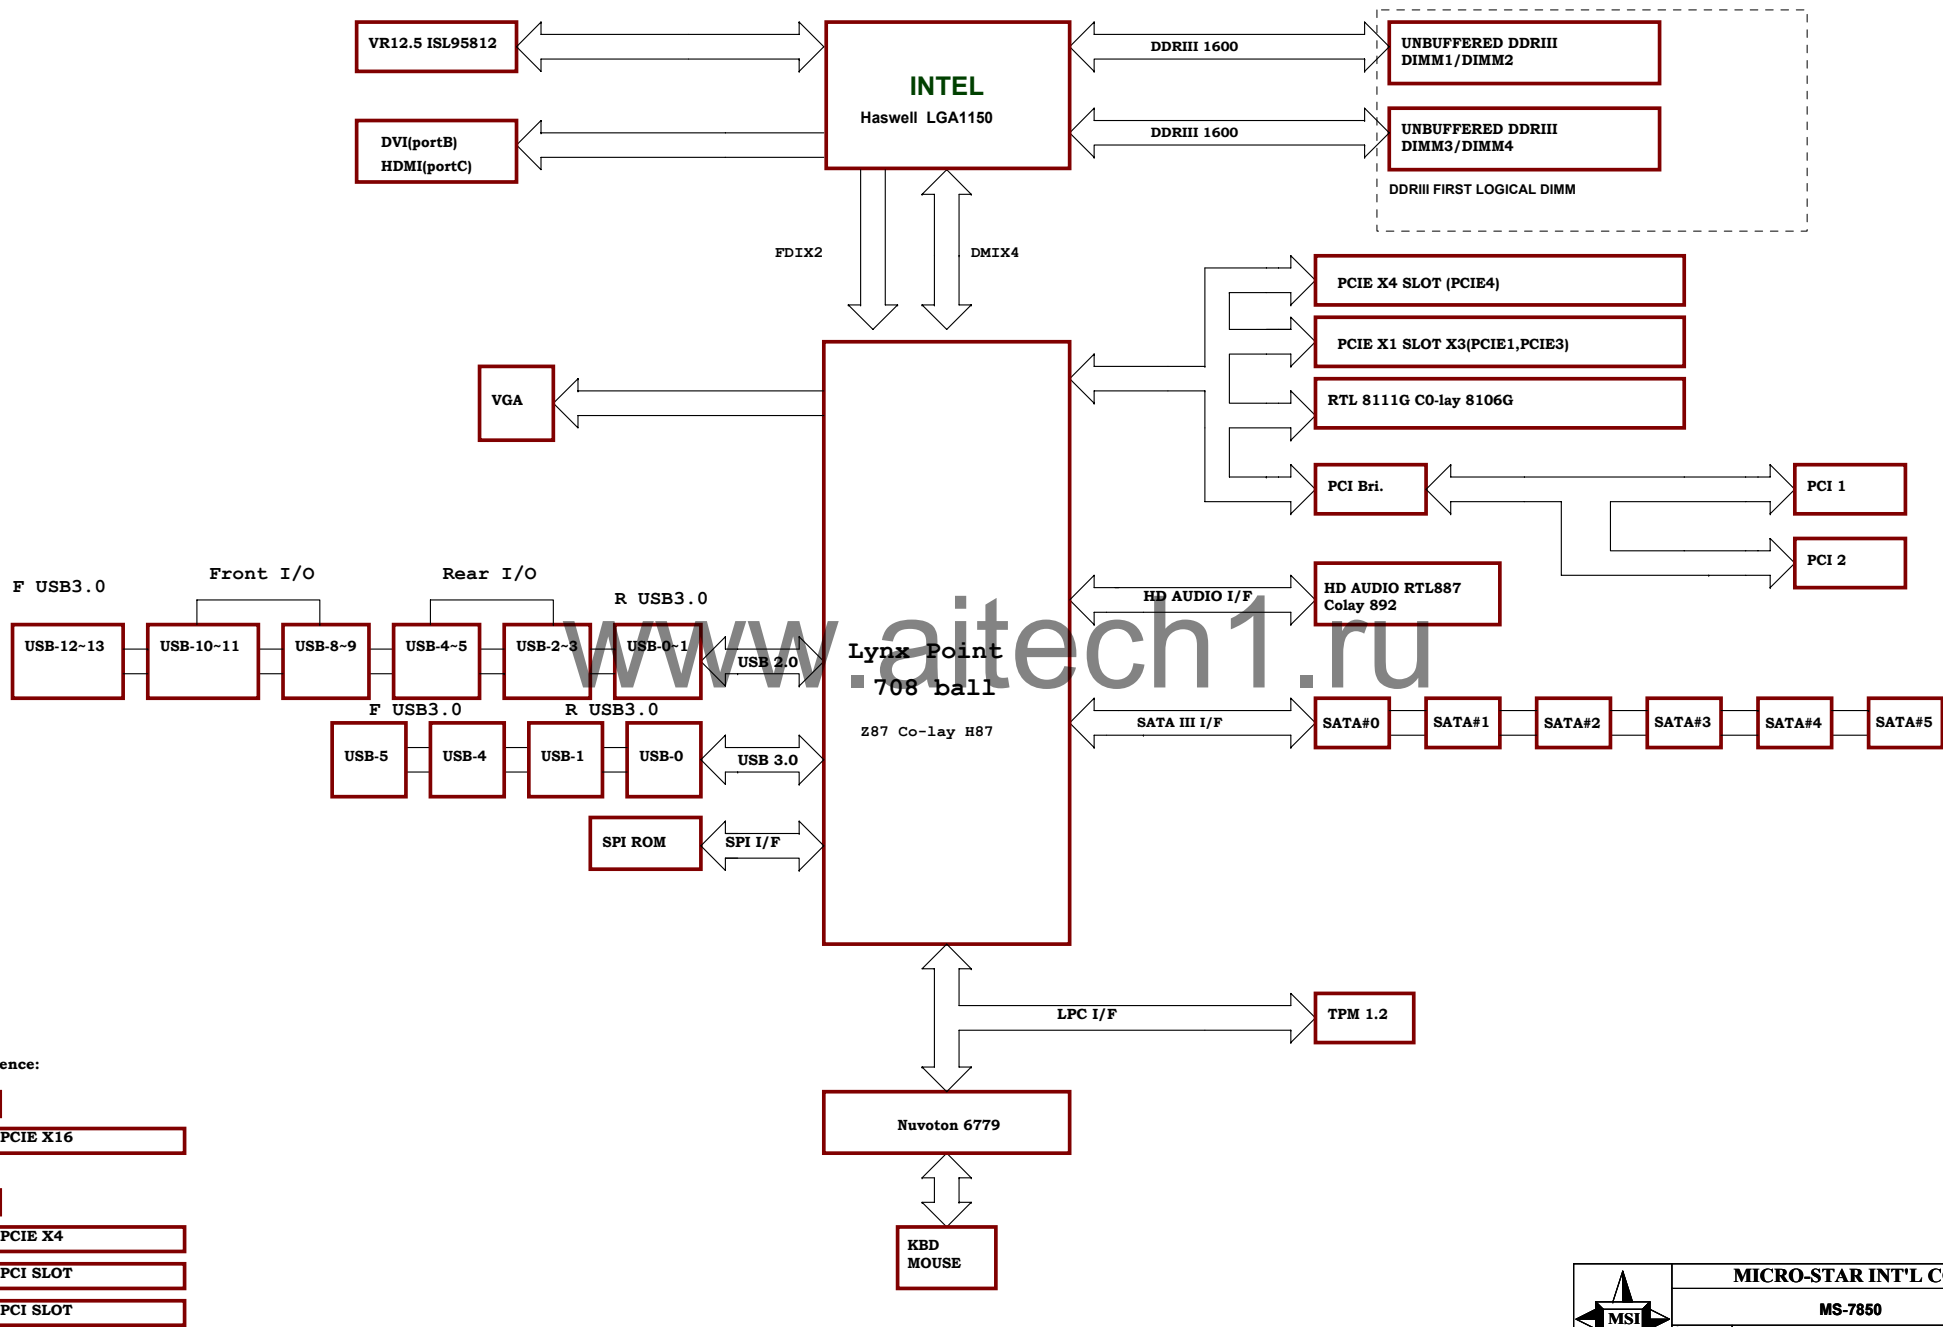 VR12.5 ISL95812
DVI(portB)
HDMI(portC)
INTEL
Haswell LGA1150
DDRIII 1600
DDRIII 1600
UNBUFFERED DDRIII
DIMM1/DIMM2
UNBUFFERED DDRIII
DIMM3/DIMM4
DDRIII FIRST LOGICAL DIMM
FDIX2
DMIX4
PCIE X4 SLOT (PCIE4)
PCIE X1 SLOT X3(PCIE1,PCIE3)
RTL 8111G C0-lay 8106G
PCI Bri.
PCI 1
PCI 2
VGA
F USB3.0
Front I/O
Rear I/O
R USB3.0
USB-12~13
USB-10~11
USB-8~9
USB-4~5
USB-2~3
USB-0~1
USB 2.0
HD AUDIO I/F
HD AUDIO RTL887
Colay 892
www.aitech1.ru
Lynx Point
708 ball
Z87 Co-lay H87
F USB3.0
R USB3.0
USB-5
USB-4
USB-1
USB-0
USB 3.0
SATA III I/F
SATA#0
SATA#1
SATA#2
SATA#3
SATA#4
SATA#5
SPI ROM
SPI I/F
LPC I/F
TPM 1.2
Nuvoton 6779
KBD
MOUSE
ence:
PCIE X16
PCIE X4
PCI SLOT
PCI SLOT
MSI
MICRO-STAR INT'L C
MS-7850